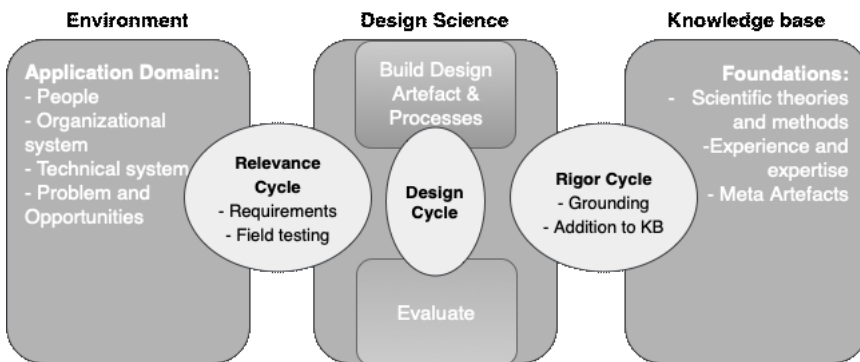 Environment
Design Science
Knowledge base
Application Domain:
- People
- Organizational
system
- Technical system
- Problem and
Opportunities
Relevance
Cycle
- Requirements
- Field testing
Build Design
Artefact &
Processes
Design
Cycle
Evaluate
Rigor Cycle
- Grounding
- Addition to KB
Foundations:
- Scientific theories
and methods
-Experience and
expertise
- Meta Artefacts